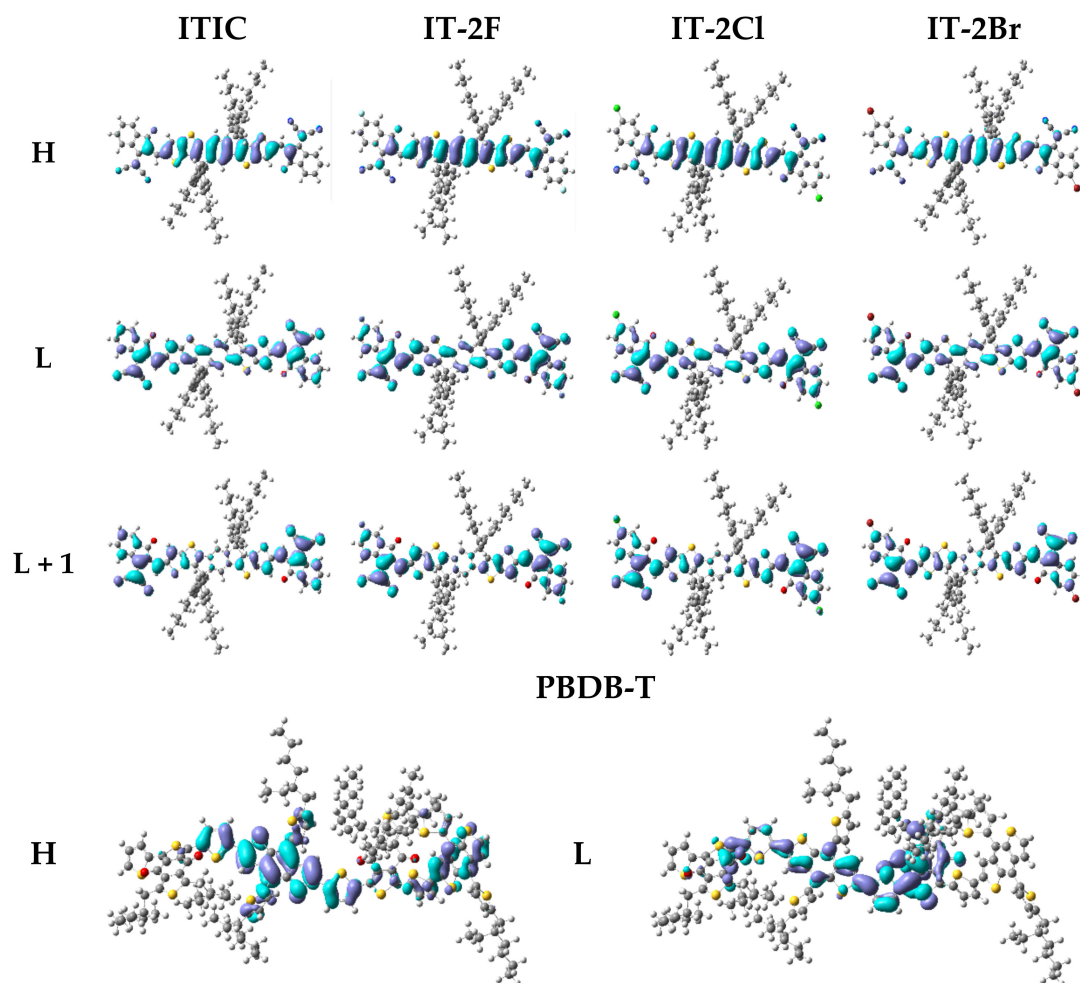 ITIC IT-2F IT-2Cl IT-2Br
H
L
L + 1
PBDB-T
H L